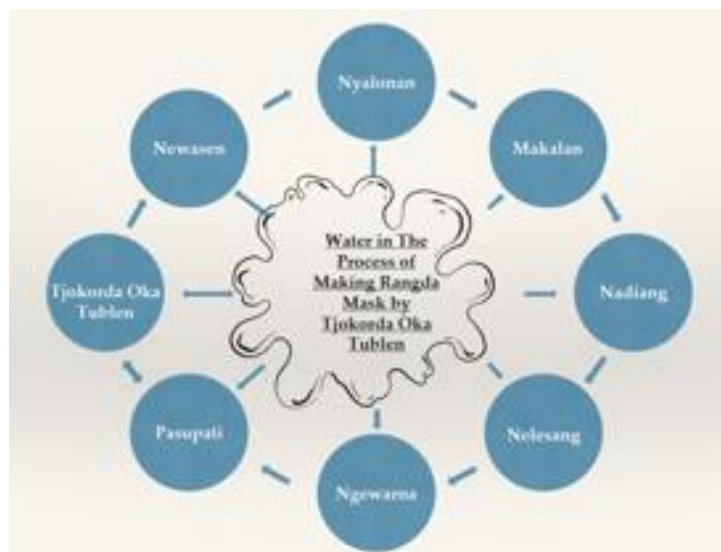 Nyalonan
Makalan
Nadiang
Nelesang
Ngewarna
Pasupati
Tjokorda Oka
Tublen
Nowasen
Water in The
Process of
Making Rangda
Mask by
Tjokorda Oka
Tublen